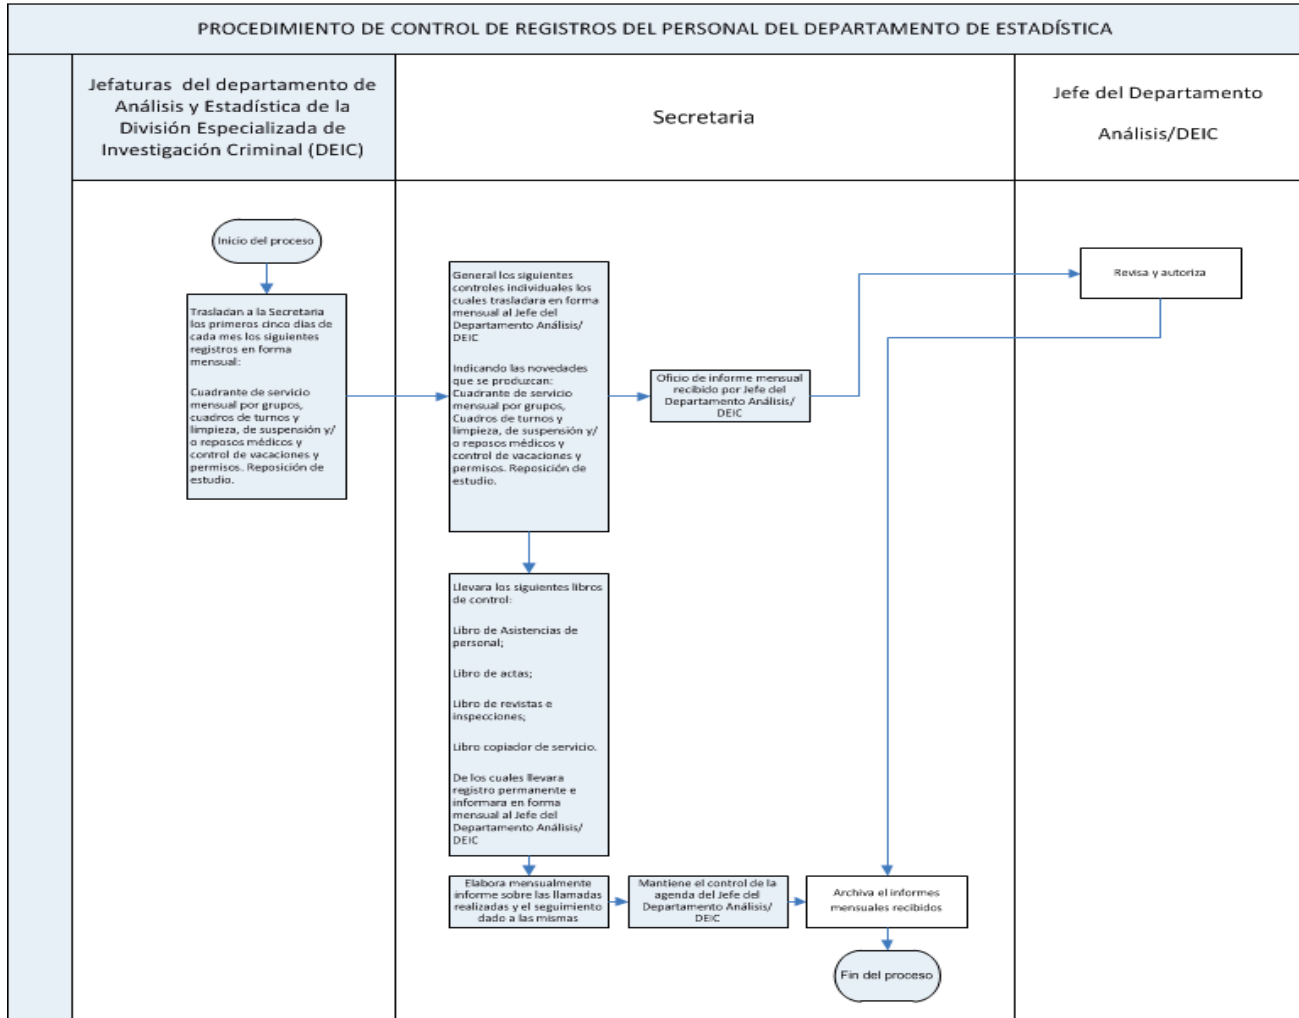 PROCEDIMIENTO DE CONTROL DE REGISTROS DEL PERSONAL DEL DEPARTAMENTO DE ESTADÍSTICA
Jefaturas del departamento de
Análisis y Estadística de la
División Especializada de
Investigación Criminal (DEIC)
Secretaria
Jefe del Departamento
Análisis/DEIC
Inicio del proceso
Trasladan a la Secretaria
los primeros cinco días de
cada mes los siguientes
registros en forma
mensual:
Cuadrante de servicio
mensual por grupos,
cuadros de turnos y
limpieza, de suspensión y/
o reposos médicos y
control de vacaciones y
permisos. Reposición de
estudio.
General los siguientes
controles individuales los
cuales trasladara en forma
mensual al Jefe del
Departamento Análisis/
DEIC
Indicando las novedades
que se produzcan:
Cuadrante de servicio
mensual por grupos,
Cuadros de turnos y
limpieza, de suspensión y/
o reposos médicos y
control de vacaciones y
permisos. Reposición de
estudio.
Oficio de informe mensual
recibido por Jefe del
Departamento Análisis/
DEIC
Revisa y autoriza
Llevara los siguientes libros
de control:
Libro de Asistencias de
personal;
Libro de actas;
Libro de revistas e
inspecciones;
Libro copiador de servicio.
De los cuales llevara
registro permanente e
informara en forma
mensual al Jefe del
Departamento Análisis/
DEIC
Elabora mensualmente
informe sobre las llamadas
realizadas y el seguimiento
dado a las mismas
Mantiene el control de la
agenda del Jefe del
Departamento Análisis/
DEIC
Archiva el informes
mensuales recibidos
Fin del proceso